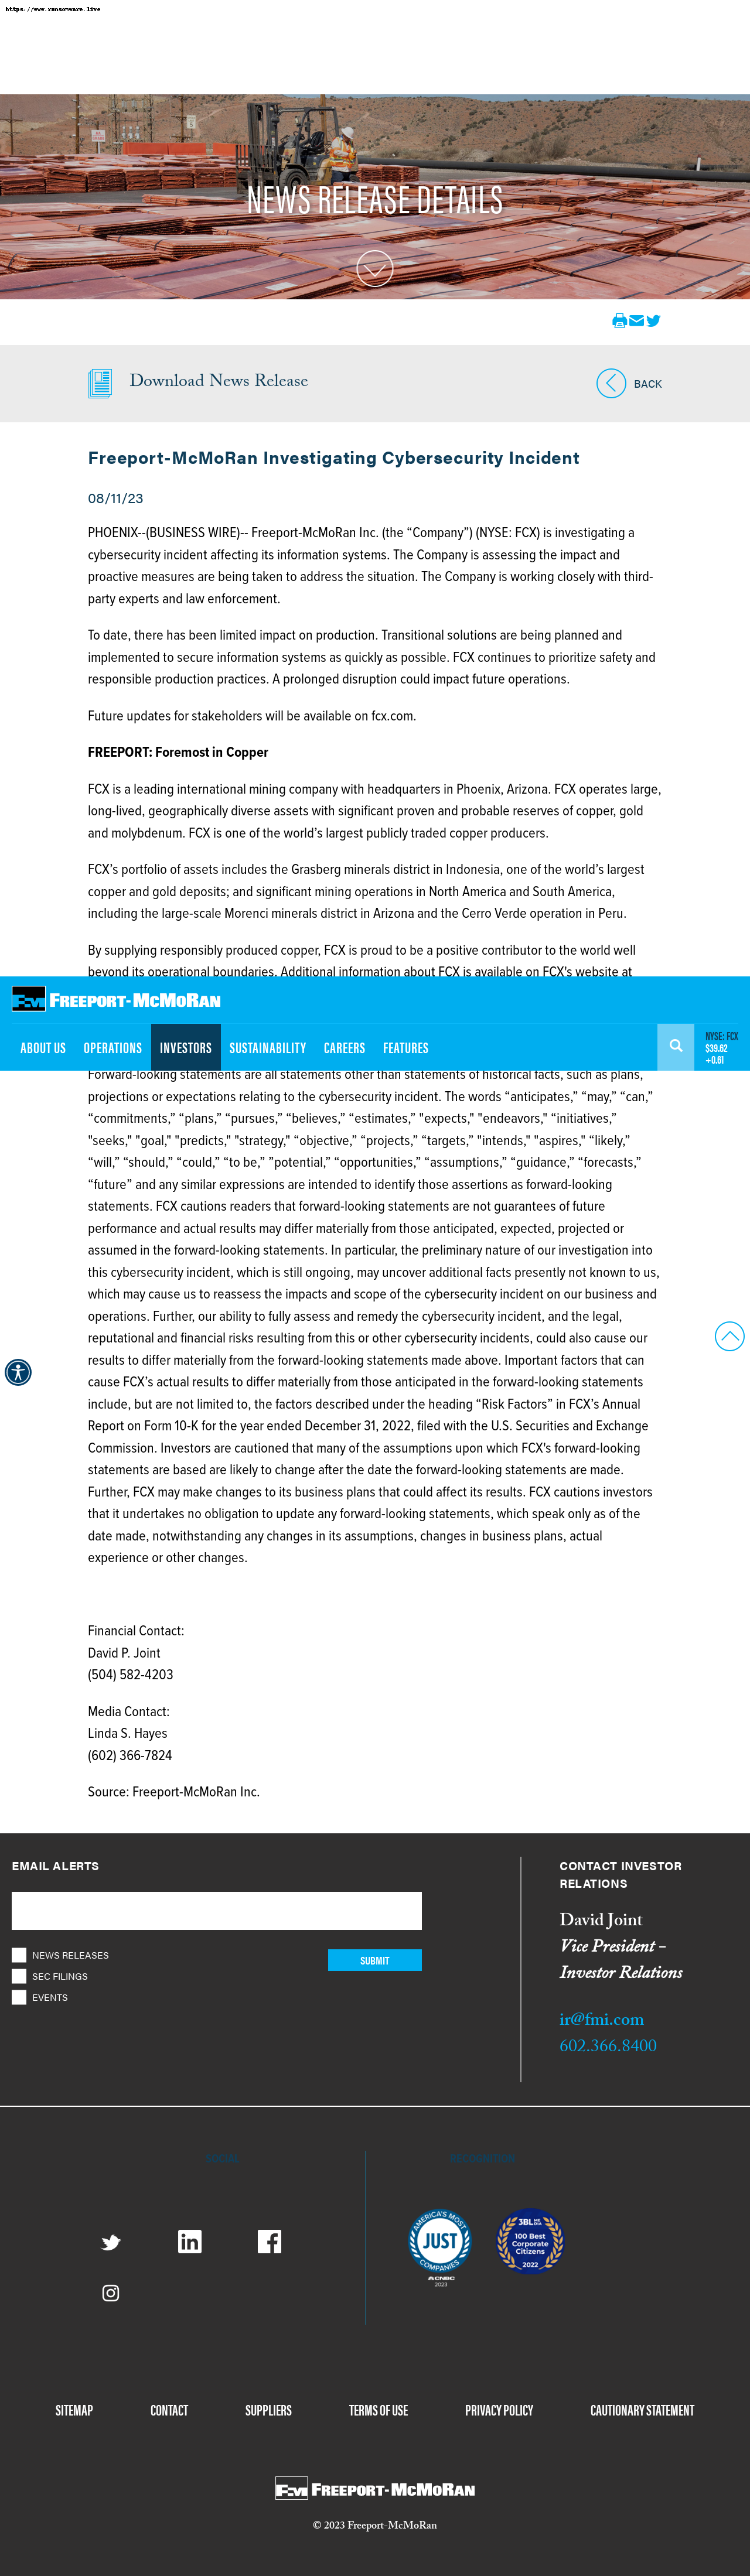 https://www.ransomware.live
NEWS RELEASE DETAILS
Download News Release
BACK
Freeport-McMoRan Investigating Cybersecurity Incident
08/11/23
PHOENIX--(BUSINESS WIRE)-- Freeport-McMoRan Inc. (the “Company”) (NYSE: FCX) is investigating a
cybersecurity incident affecting its information systems. The Company is assessing the impact and
proactive measures are being taken to address the situation. The Company is working closely with third-
party experts and law enforcement.
To date, there has been limited impact on production. Transitional solutions are being planned and
implemented to secure information systems as quickly as possible. FCX continues to prioritize safety and
responsible production practices. A prolonged disruption could impact future operations.
Future updates for stakeholders will be available on fcx.com.
FREEPORT: Foremost in Copper
FCX is a leading international mining company with headquarters in Phoenix, Arizona. FCX operates large,
long-lived, geographically diverse assets with significant proven and probable reserves of copper, gold
and molybdenum. FCX is one of the world’s largest publicly traded copper producers.
FCX’s portfolio of assets includes the Grasberg minerals district in Indonesia, one of the world’s largest
copper and gold deposits; and significant mining operations in North America and South America,
including the large-scale Morenci minerals district in Arizona and the Cerro Verde operation in Peru.
By supplying responsibly produced copper, FCX is proud to be a positive contributor to the world well
beyond its operational boundaries. Additional information about FCX is available on FCX's website at
FREEPORT-MCMORAN
ABOUT US
OPERATIONS
INVESTORS
SUSTAINABILITY
CAREERS
FEATURES
NYSE: FCX
$39.62
+0.61
Forward-looking statements are all statements other than statements of historical facts, such as plans,
projections or expectations relating to the cybersecurity incident. The words “anticipates,” “may,” “can,”
“commitments,” “plans,” “pursues,” “believes,” “estimates,” "expects," "endeavors," “initiatives,”
"seeks," "goal," "predicts," "strategy," “objective,” “projects,” “targets,” "intends," "aspires," “likely,”
“will,” “should,” “could,” “to be,” ”potential,” “opportunities,” “assumptions,” “guidance,” “forecasts,”
“future” and any similar expressions are intended to identify those assertions as forward-looking
statements. FCX cautions readers that forward-looking statements are not guarantees of future
performance and actual results may differ materially from those anticipated, expected, projected or
assumed in the forward-looking statements. In particular, the preliminary nature of our investigation into
this cybersecurity incident, which is still ongoing, may uncover additional facts presently not known to us,
which may cause us to reassess the impacts and scope of the cybersecurity incident on our business and
operations. Further, our ability to fully assess and remedy the cybersecurity incident, and the legal,
reputational and financial risks resulting from this or other cybersecurity incidents, could also cause our
results to differ materially from the forward-looking statements made above. Important factors that can
cause FCX’s actual results to differ materially from those anticipated in the forward-looking statements
include, but are not limited to, the factors described under the heading “Risk Factors” in FCX’s Annual
Report on Form 10-K for the year ended December 31, 2022, filed with the U.S. Securities and Exchange
Commission. Investors are cautioned that many of the assumptions upon which FCX's forward-looking
statements are based are likely to change after the date the forward-looking statements are made.
Further, FCX may make changes to its business plans that could affect its results. FCX cautions investors
that it undertakes no obligation to update any forward-looking statements, which speak only as of the
date made, notwithstanding any changes in its assumptions, changes in business plans, actual
experience or other changes.
Financial Contact:
David P. Joint
(504) 582-4203
Media Contact:
Linda S. Hayes
(602) 366-7824
Source: Freeport-McMoRan Inc.
EMAIL ALERTS
NEWS RELEASES
SEC FILINGS
EVENTS
SUBMIT
CONTACT INVESTOR
RELATIONS
David Joint
Vice President -
Investor Relations
ir@fmi.com
602.366.8400
SOCIAL
RECOGNITION
AMERICA'S MOST
JUST
COMPANIES
CNBC
2023
3BL
100 Best
Corporate
Citizens
2022
SITEMAP
CONTACT
SUPPLIERS
TERMS OF USE
PRIVACY POLICY
CAUTIONARY STATEMENT
FREEPORT-MCMORAN
© 2023 Freeport-McMoRan